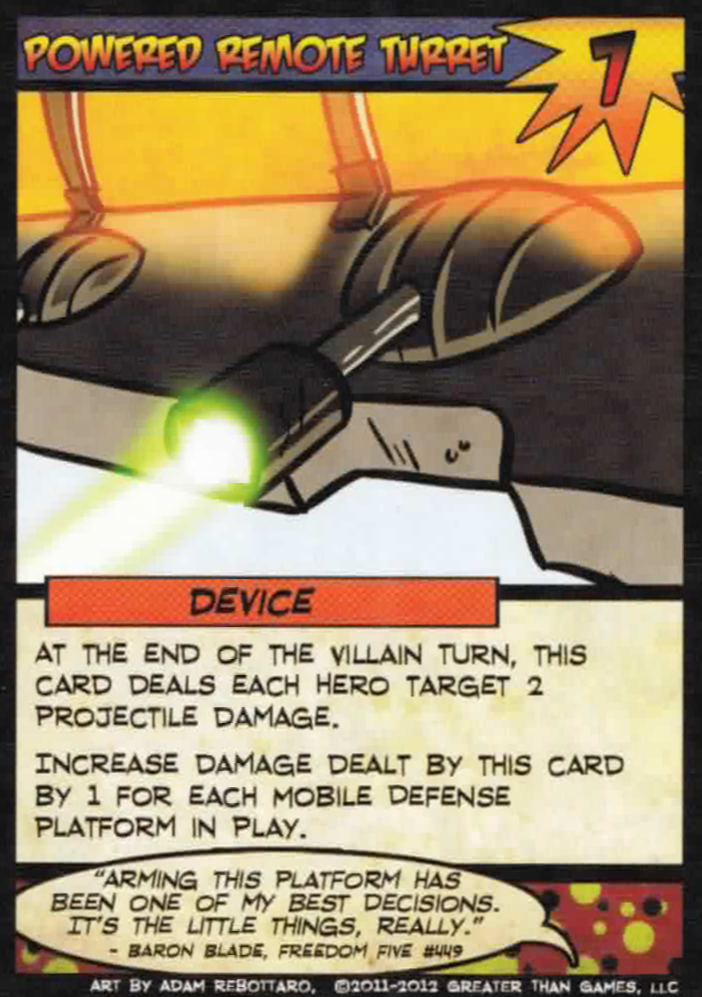 POWERED REMOTE TURRET
7
DEVICE
AT THE END OF THE VILLAIN TURN, THIS
CARD DEALS EACH HERO TARGET 2
PROJECTILE DAMAGE.
INCREASE DAMAGE DEALT BY THIS CARD
BY 1 FOR EACH MOBILE DEFENSE
PLATFORM IN PLAY.
"ARMING THIS PLATFORM HAS
BEEN ONE OF MY BEST DECISIONS.
IT'S THE LITTLE THINGS, REALLY."
- BARON BLADE, FREEDOM FIVE #449
ART BY ADAM REBOTTARO, ©2011-2012 GREATER THAN GAMES, LLC